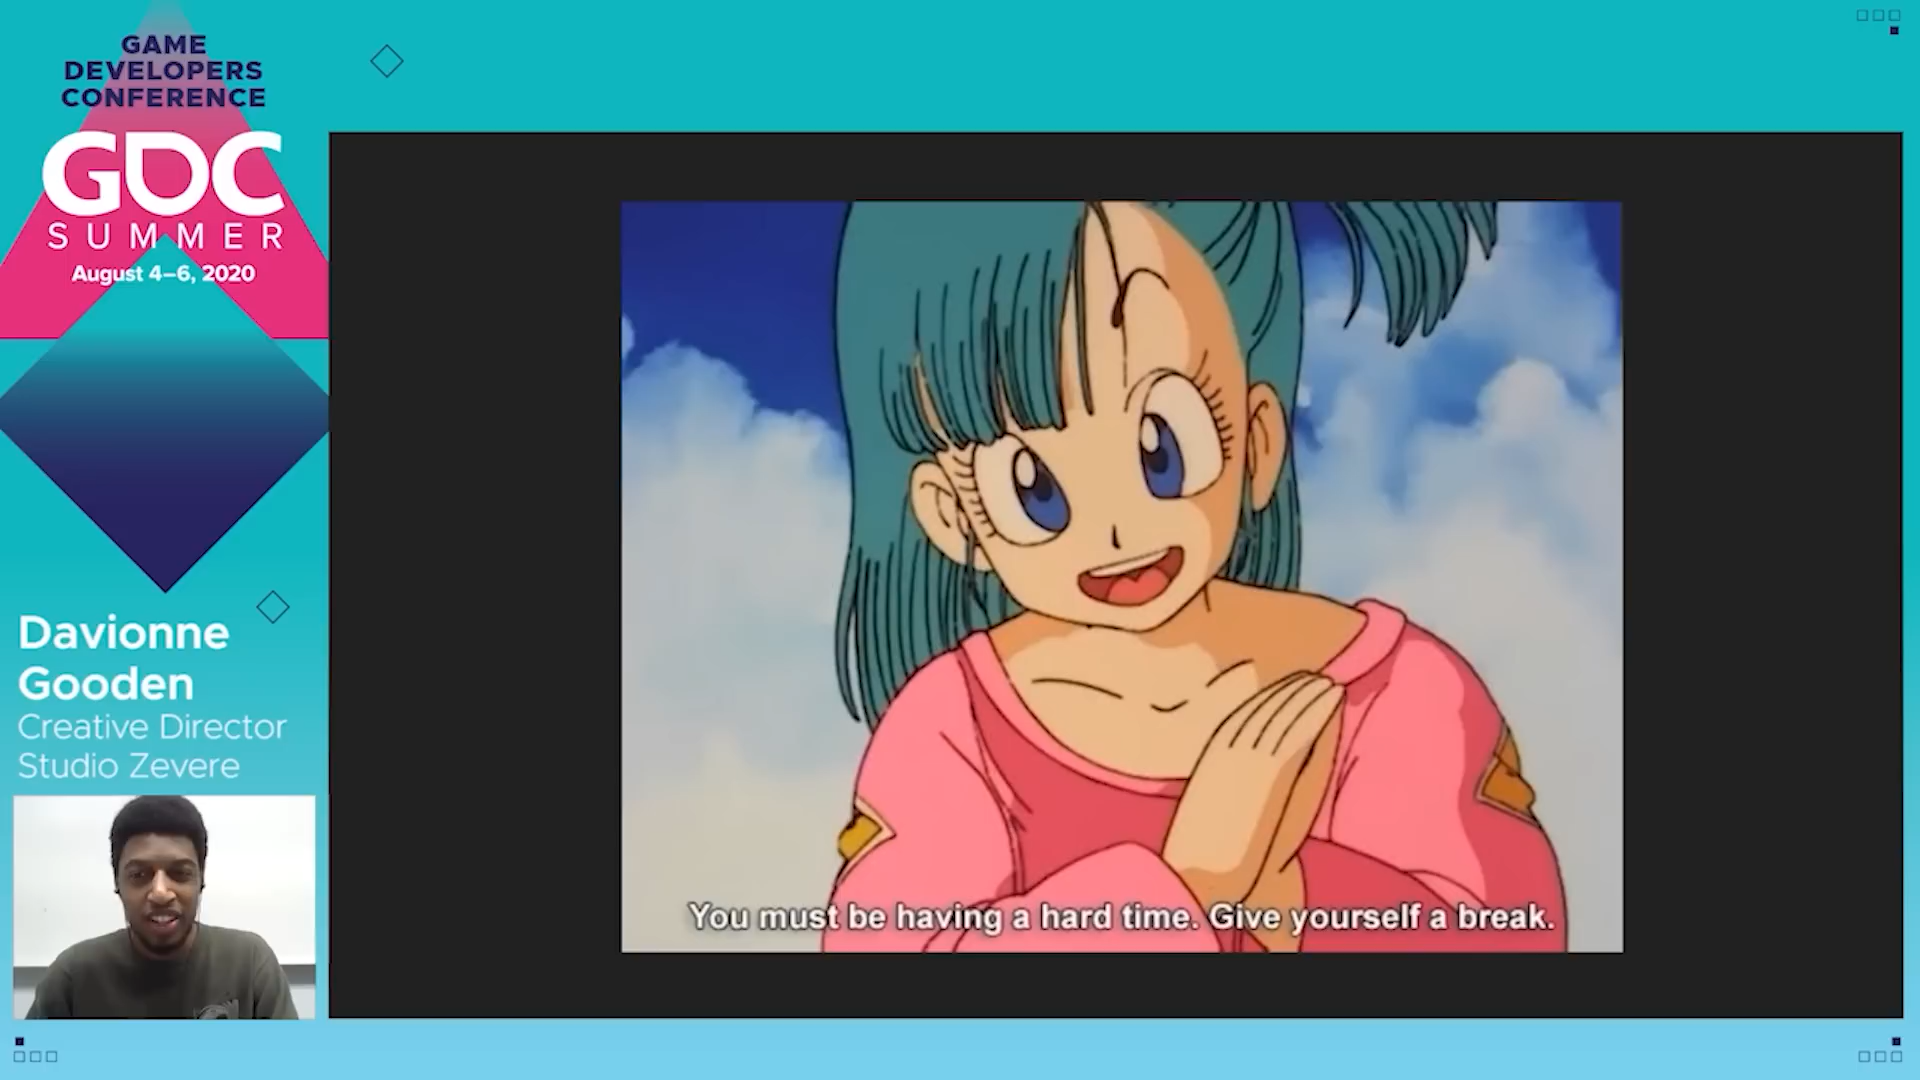 GAME
DEVELOPERS
CONFERENCE
GDC
SUMMER
August 4–6, 2020
Davionne
Gooden
Creative Director
Studio Zevere
You must be having a hard time. Give yourself a break.